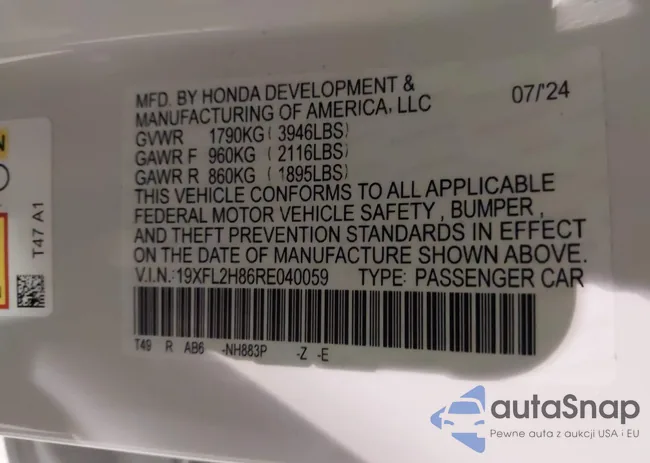 MFD. BY HONDA DEVELOPMENT &
MANUFACTURING OF AMERICA, LLC 07/'24
GVWR 1790KG ( 3946LBS)
GAWR F 960KG ( 2116LBS)
GAWR R 860KG ( 1895LBS)
THIS VEHICLE CONFORMS TO ALL APPLICABLE
FEDERAL MOTOR VEHICLE SAFETY , BUMPER ,
AND THEFT PREVENTION STANDARDS IN EFFECT
ON THE DATE OF MANUFACTURE SHOWN ABOVE.
V.I.N.:19XFL2H86RE040059 TYPE: PASSENGER CAR
T49 R AB6 -NH883P -Z -E
T47 A1
autaSnap
Pewne auta z aukcji USA i EU